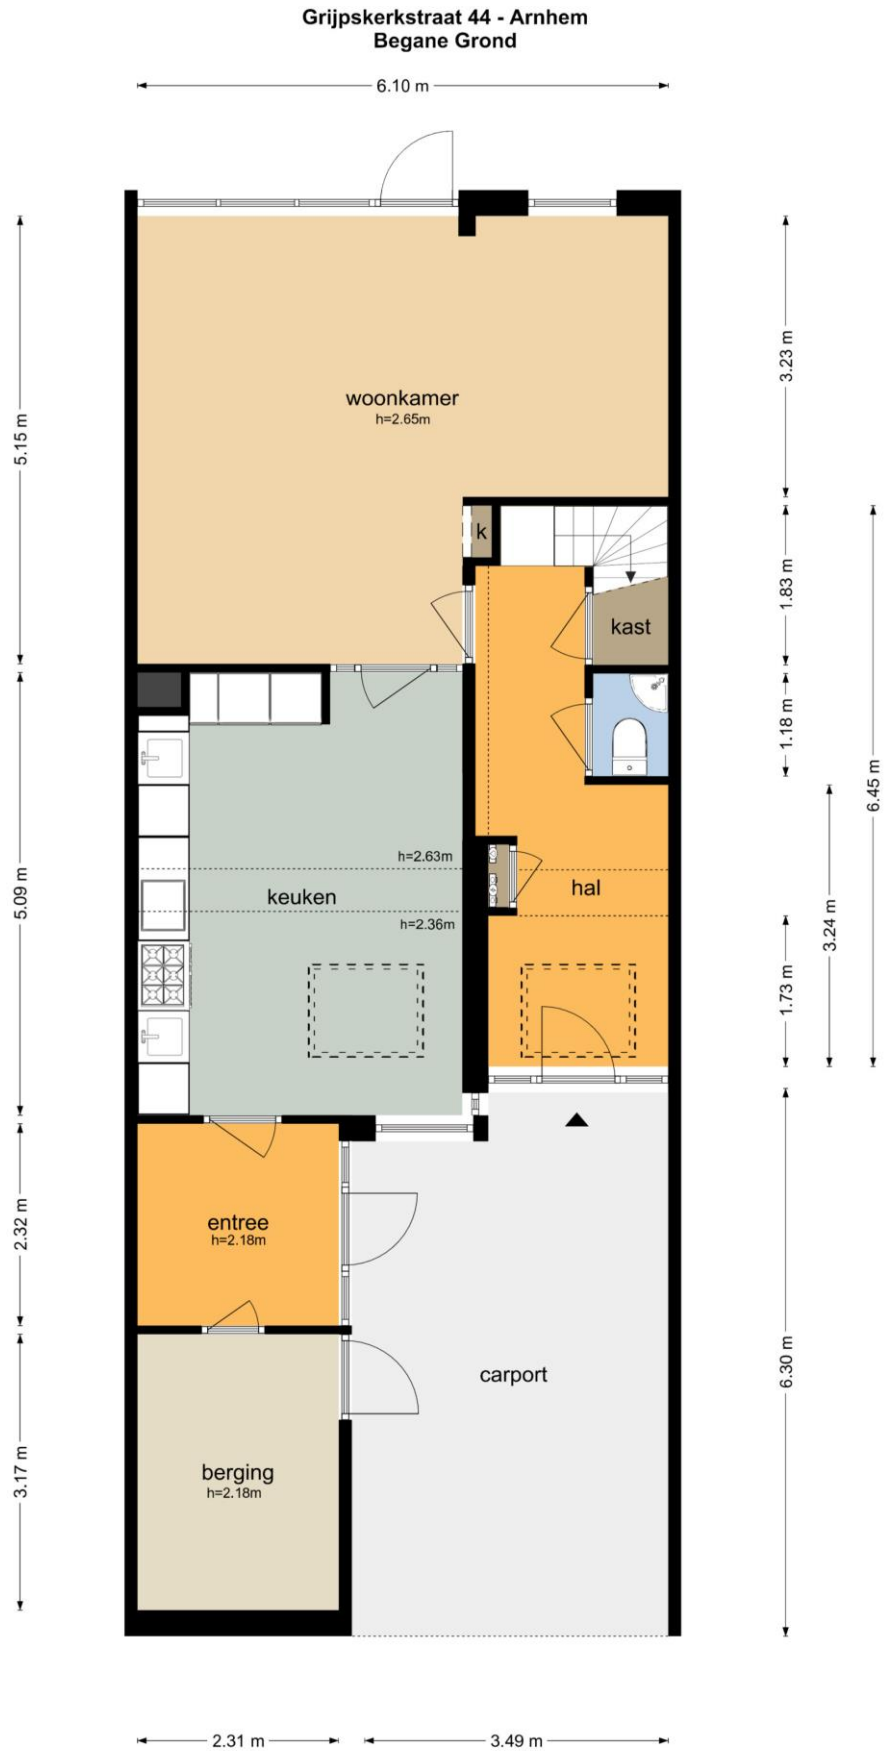 Grijpskerkstraat 44 - Arnhem
Begane Grond
6.10 m
5.15 m
3.23 m
woonkamer
h=2.65m
k
kast
1.83 m
1.18 m
6.45 m
5.09 m
h=2.63m
keuken
hal
h=2.36m
3.24 m
1.73 m
2.32 m
entree
h=2.18m
6.30 m
carport
3.17 m
berging
h=2.18m
2.31 m
3.49 m